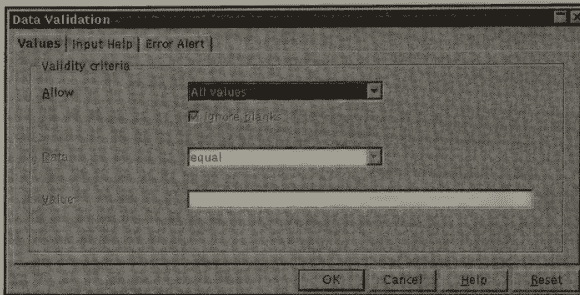 Data Validation
Values Input Help Error Alert
Validity criteria
Allow All values
Ignore blanks
Data equal
Value
OK Cancel Help Reset